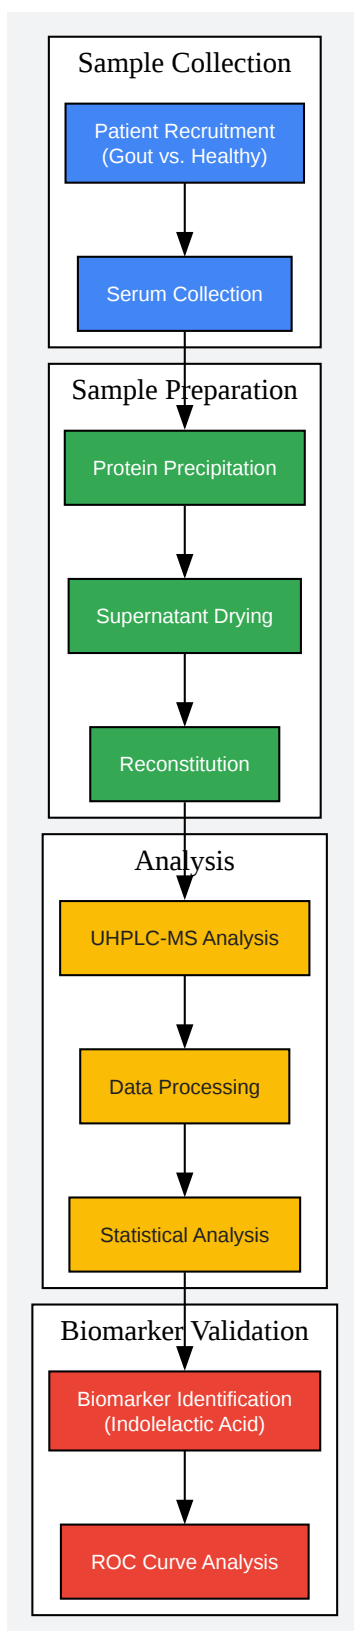 Sample Collection
Patient Recruitment
(Gout vs. Healthy)
Serum Collection
Sample Preparation
Protein Precipitation
Supernatant Drying
Reconstitution
Analysis
UHPLC-MS Analysis
Data Processing
Statistical Analysis
Biomarker Validation
Biomarker Identification
(Indolelactic Acid)
ROC Curve Analysis